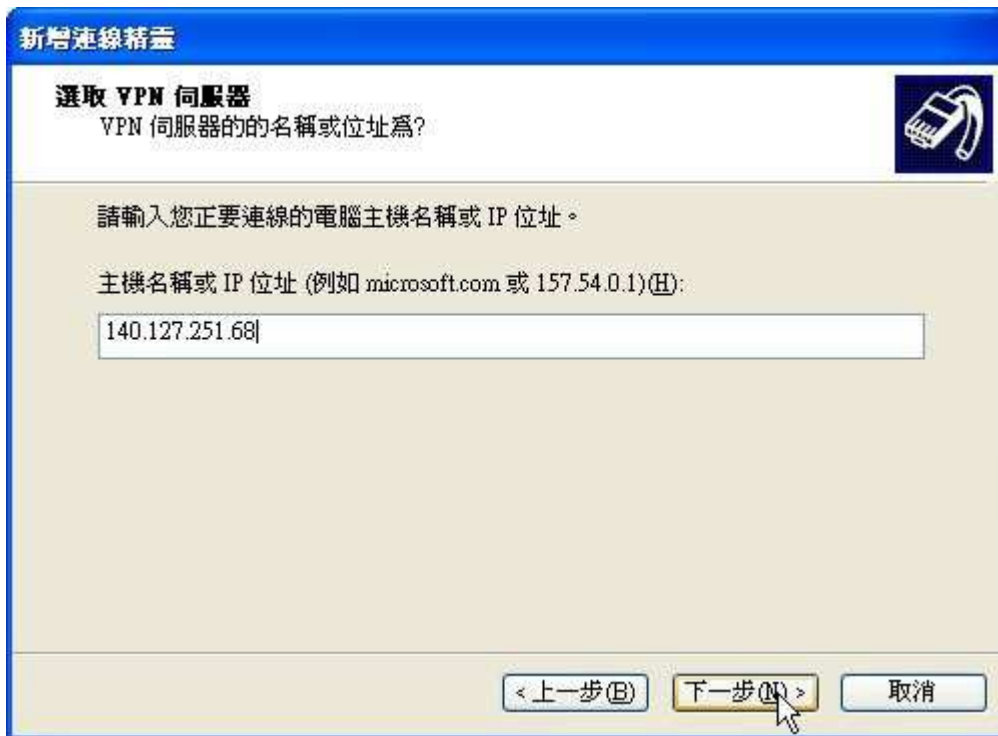 新增連線精靈
選取 VPN 伺服器
VPN 伺服器的的名稱或位址為?
請輸入您正要連線的電腦主機名稱或 IP 位址。
主機名稱或 IP 位址 (例如 microsoft.com 或 157.54.0.1)(H):
140.127.251.68
< 上一步(B)
下一步(N) >
取消